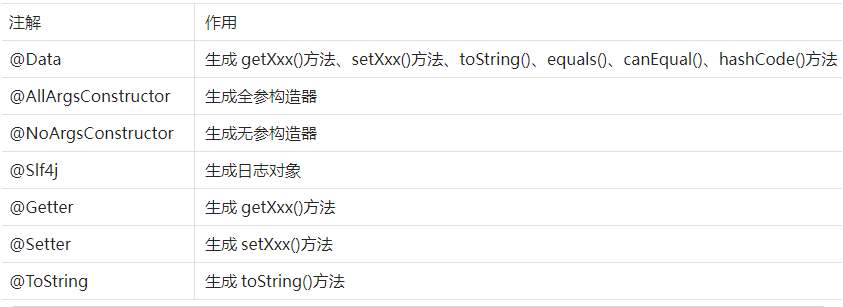 注解 作用
@Data 生成 getXxx()方法、setXxx()方法、toString()、equals()、canEqual()、hashCode()方法
@AllArgsConstructor 生成全参构造器
@NoArgsConstructor 生成无参构造器
@Slf4j 生成日志对象
@Getter 生成 getXxx()方法
@Setter 生成 setXxx()方法
@ToString 生成 toString()方法